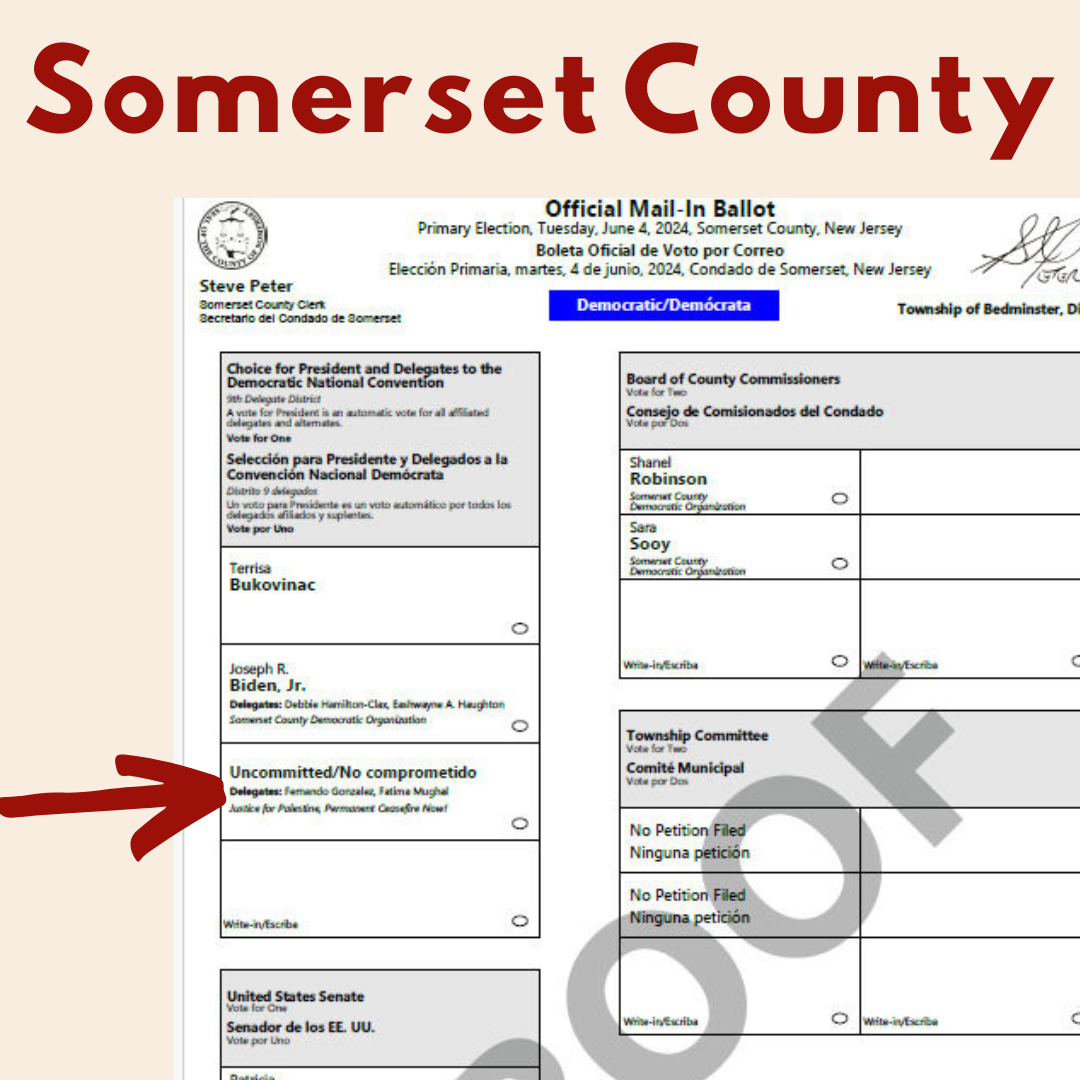 Somerset County
Official Mail-In Ballot
Primary Election, Tuesday, June 4, 2024, Somerset County, New Jersey
Boleta Oficial de Voto por Correo
Elección Primaria, martes, 4 de junio, 2024, Condado de Somerset, New Jersey
Steve Peter
Somerset County Clerk
Secretario del Condado de Somerset
Democratic/Demócrata
Township of Bedminster, Di
Choice for President and Delegates to the
Democratic National Convention
9th Delegate District
A vote for President is an automatic vote for all affiliated
delegates and alternates.
Vote for One
Selección para Presidente y Delegados a la
Convención Nacional Demócrata
Distrito 9 delegados
Un voto para Presidente es un voto automático por todos los
delegados afiliados y suplentes.
Vote por Uno
Terrisa
Bukovinac
Joseph R.
Biden, Jr.
Delegates: Debbie Hamilton-Clax, Eashwayne A. Haughton
Somerset County Democratic Organization
Uncommitted/No comprometido
Delegates: Fernando Gonzalez, Fatima Mughal
Justice for Palestine, Permanent Ceasefire Now!
Write-in/Escriba
United States Senate
Vote for One
Senador de los EE. UU.
Vote por Uno
Patricia
Board of County Commissioners
Vote for Two
Consejo de Comisionados del Condado
Vote por Dos
Shanel
Robinson
Somerset County
Democratic Organization
Sara
Sooy
Somerset County
Democratic Organization
Write-in/Escriba
Write-in/Escriba
Township Committee
Vote for Two
Comité Municipal
Vote por Dos
No Petition Filed
Ninguna petición
No Petition Filed
Ninguna petición
Write-in/Escriba
Write-in/Escriba
OOF